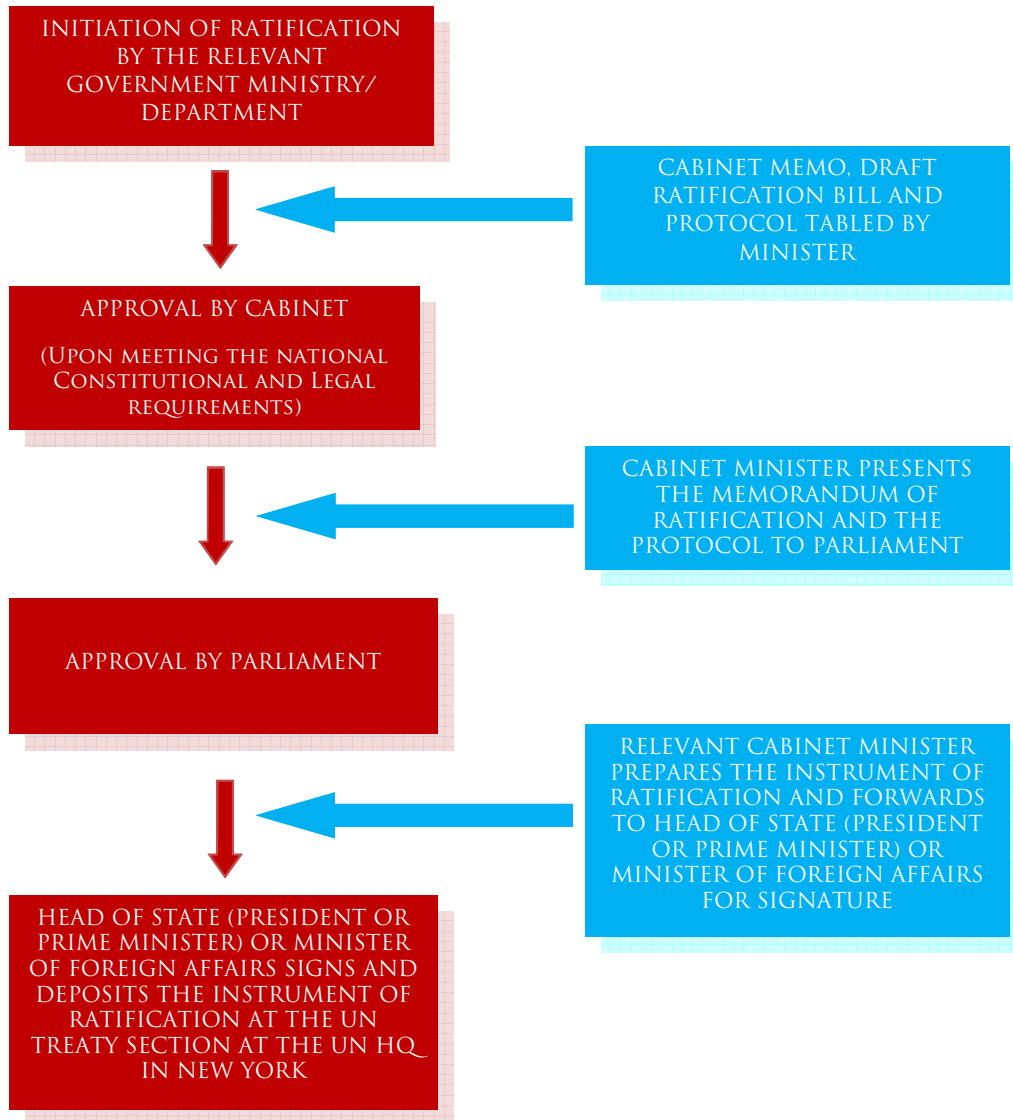 INITIATION OF RATIFICATION
BY THE RELEVANT
GOVERNMENT MINISTRY/
DEPARTMENT
CABINET MEMO, DRAFT
RATIFICATION BILL AND
PROTOCOL TABLED BY
MINISTER
APPROVAL BY CABINET
(UPON MEETING THE NATIONAL
CONSTITUTIONAL AND LEGAL
REQUIREMENTS)
CABINET MINISTER PRESENTS
THE MEMORANDUM OF
RATIFICATION AND THE
PROTOCOL TO PARLIAMENT
APPROVAL BY PARLIAMENT
RELEVANT CABINET MINISTER
PREPARES THE INSTRUMENT OF
RATIFICATION AND FORWARDS
TO HEAD OF STATE (PRESIDENT
OR PRIME MINISTER) OR
MINISTER OF FOREIGN AFFAIRS
FOR SIGNATURE
HEAD OF STATE (PRESIDENT OR
PRIME MINISTER) OR MINISTER
OF FOREIGN AFFAIRS SIGNS AND
DEPOSITS THE INSTRUMENT OF
RATIFICATION AT THE UN
TREATY SECTION AT THE UN HQ
IN NEW YORK